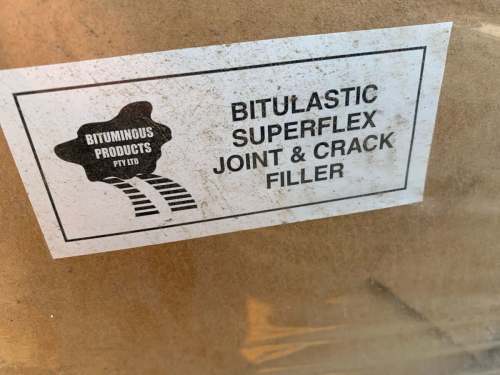 BITUMINOUS
PRODUCTS
PTY LTD
BITULASTIC
SUPERFLEX
JOINT & CRACK
FILLER